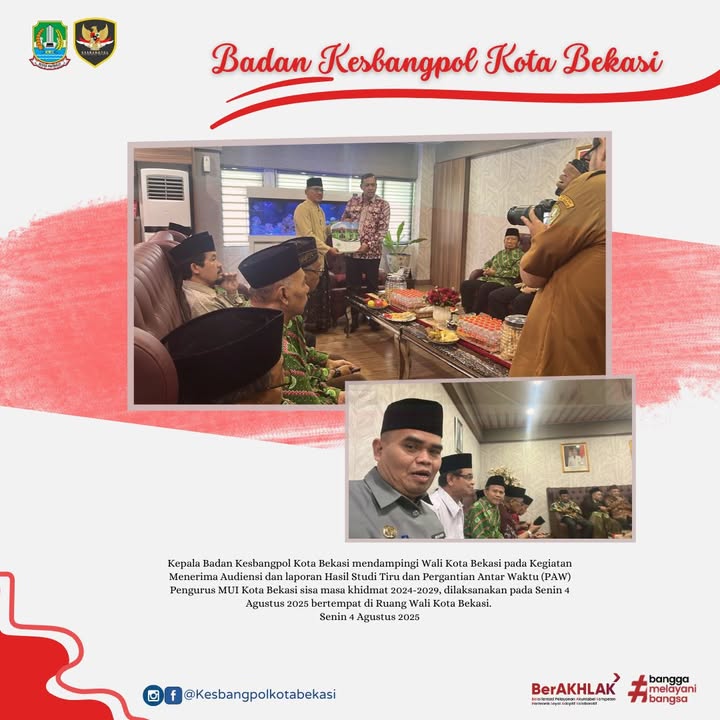 Badan Kesbangpol Kota Bekasi
Kepala Badan Kesbangpol Kota Bekasi mendampingi Wali Kota Bekasi pada Kegiatan
Menerima Audiensi dan laporan Hasil Studi Tiru dan Pergantian Antar Waktu (PAW)
Pengurus MUI Kota Bekasi sisa masa khidmat 2024-2029, dilaksanakan pada Senin 4
Agustus 2025 bertempat di Ruang Wali Kota Bekasi.
Senin 4 Agustus 2025
@Kesbangpolkotabekasi
BerAKHLAK
#bangga
melayani
bangsa